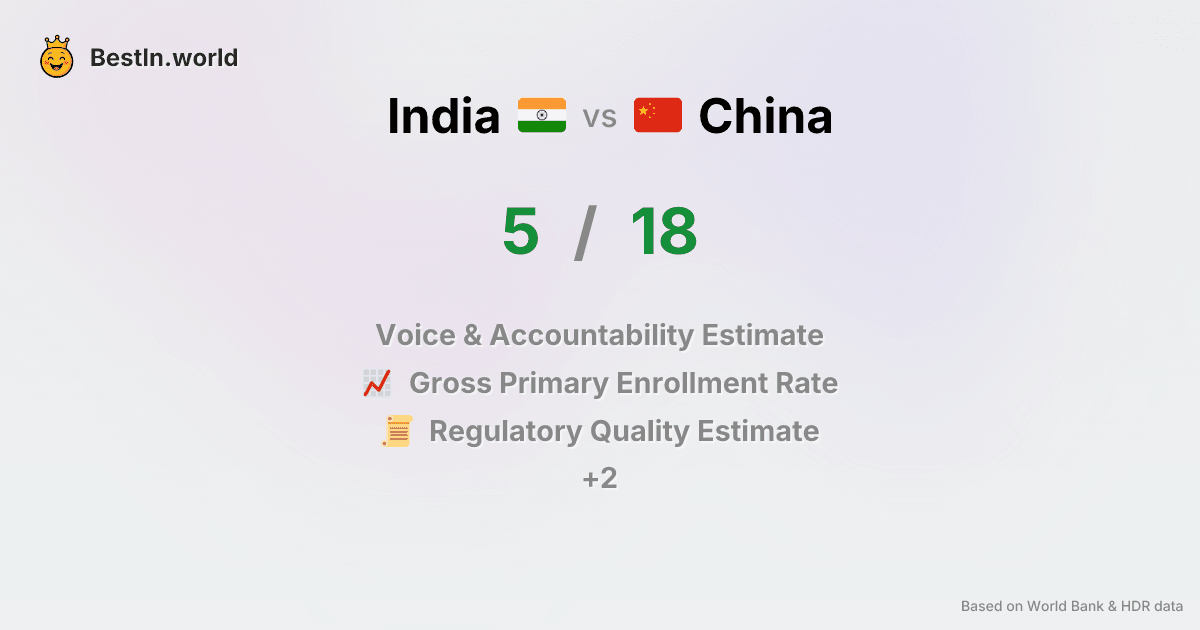 BestIn.world
India vs China
5 / 18
Voice & Accountability Estimate
Gross Primary Enrollment Rate
Regulatory Quality Estimate
+2
Based on World Bank & HDR data